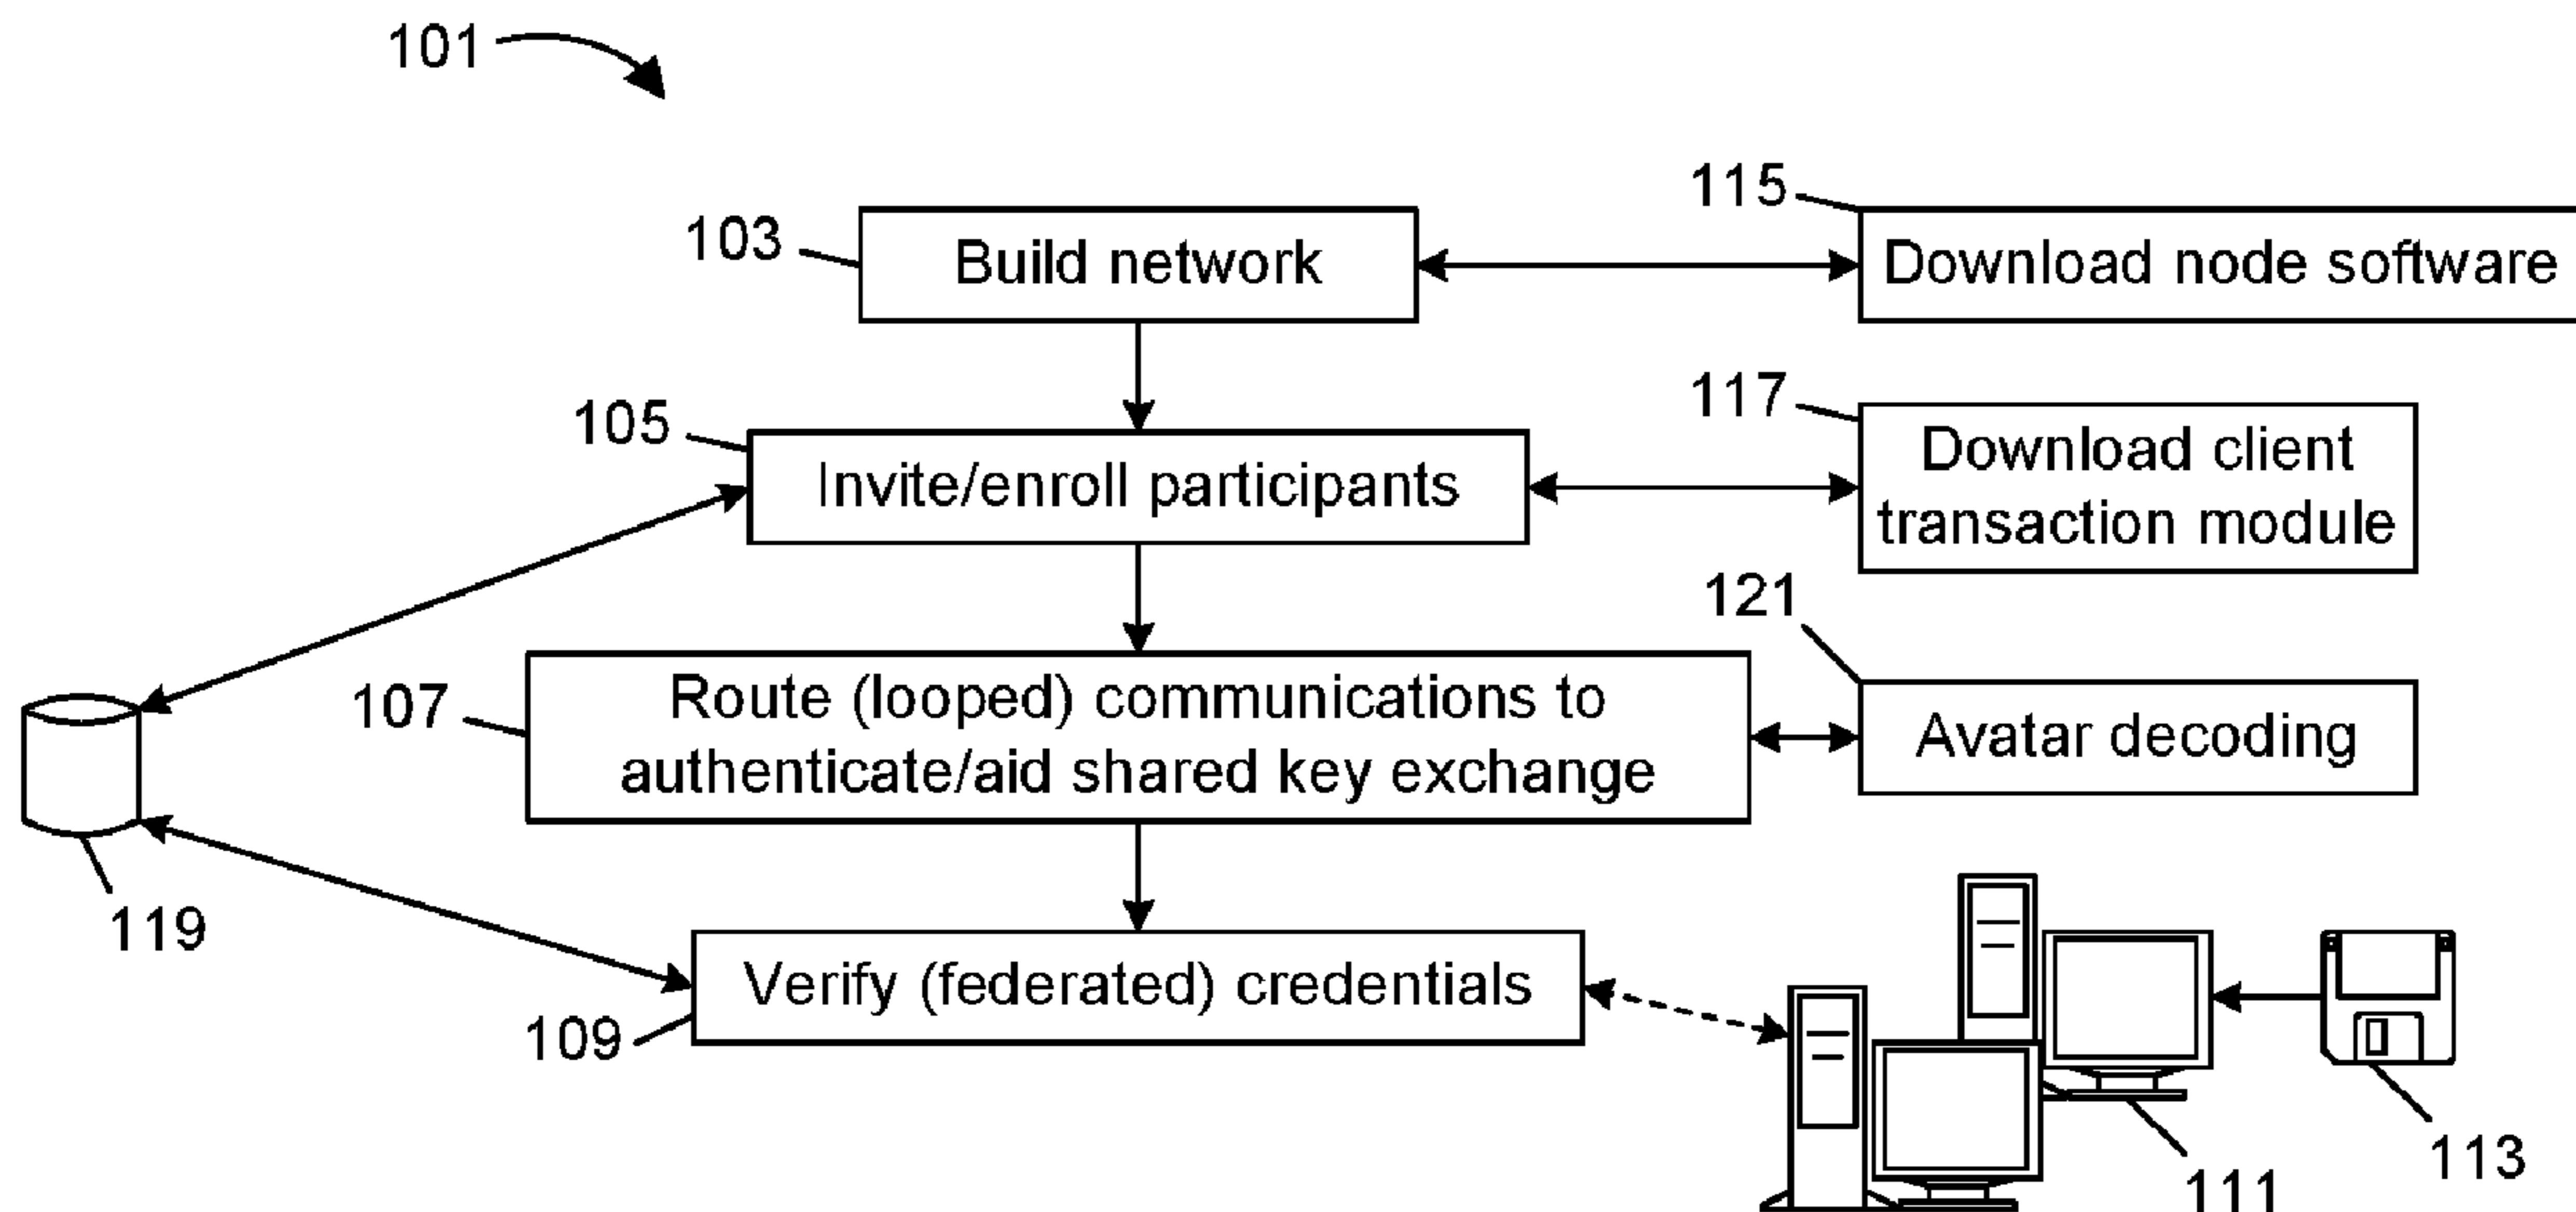 101
115
103
Build network
Download node software
117
105
Invite/enroll participants
Download client
transaction module
121
107
Route (looped) communications to
authenticate/aid shared key exchange
Avatar decoding
119
Verify (federated) credentials
109
113
111